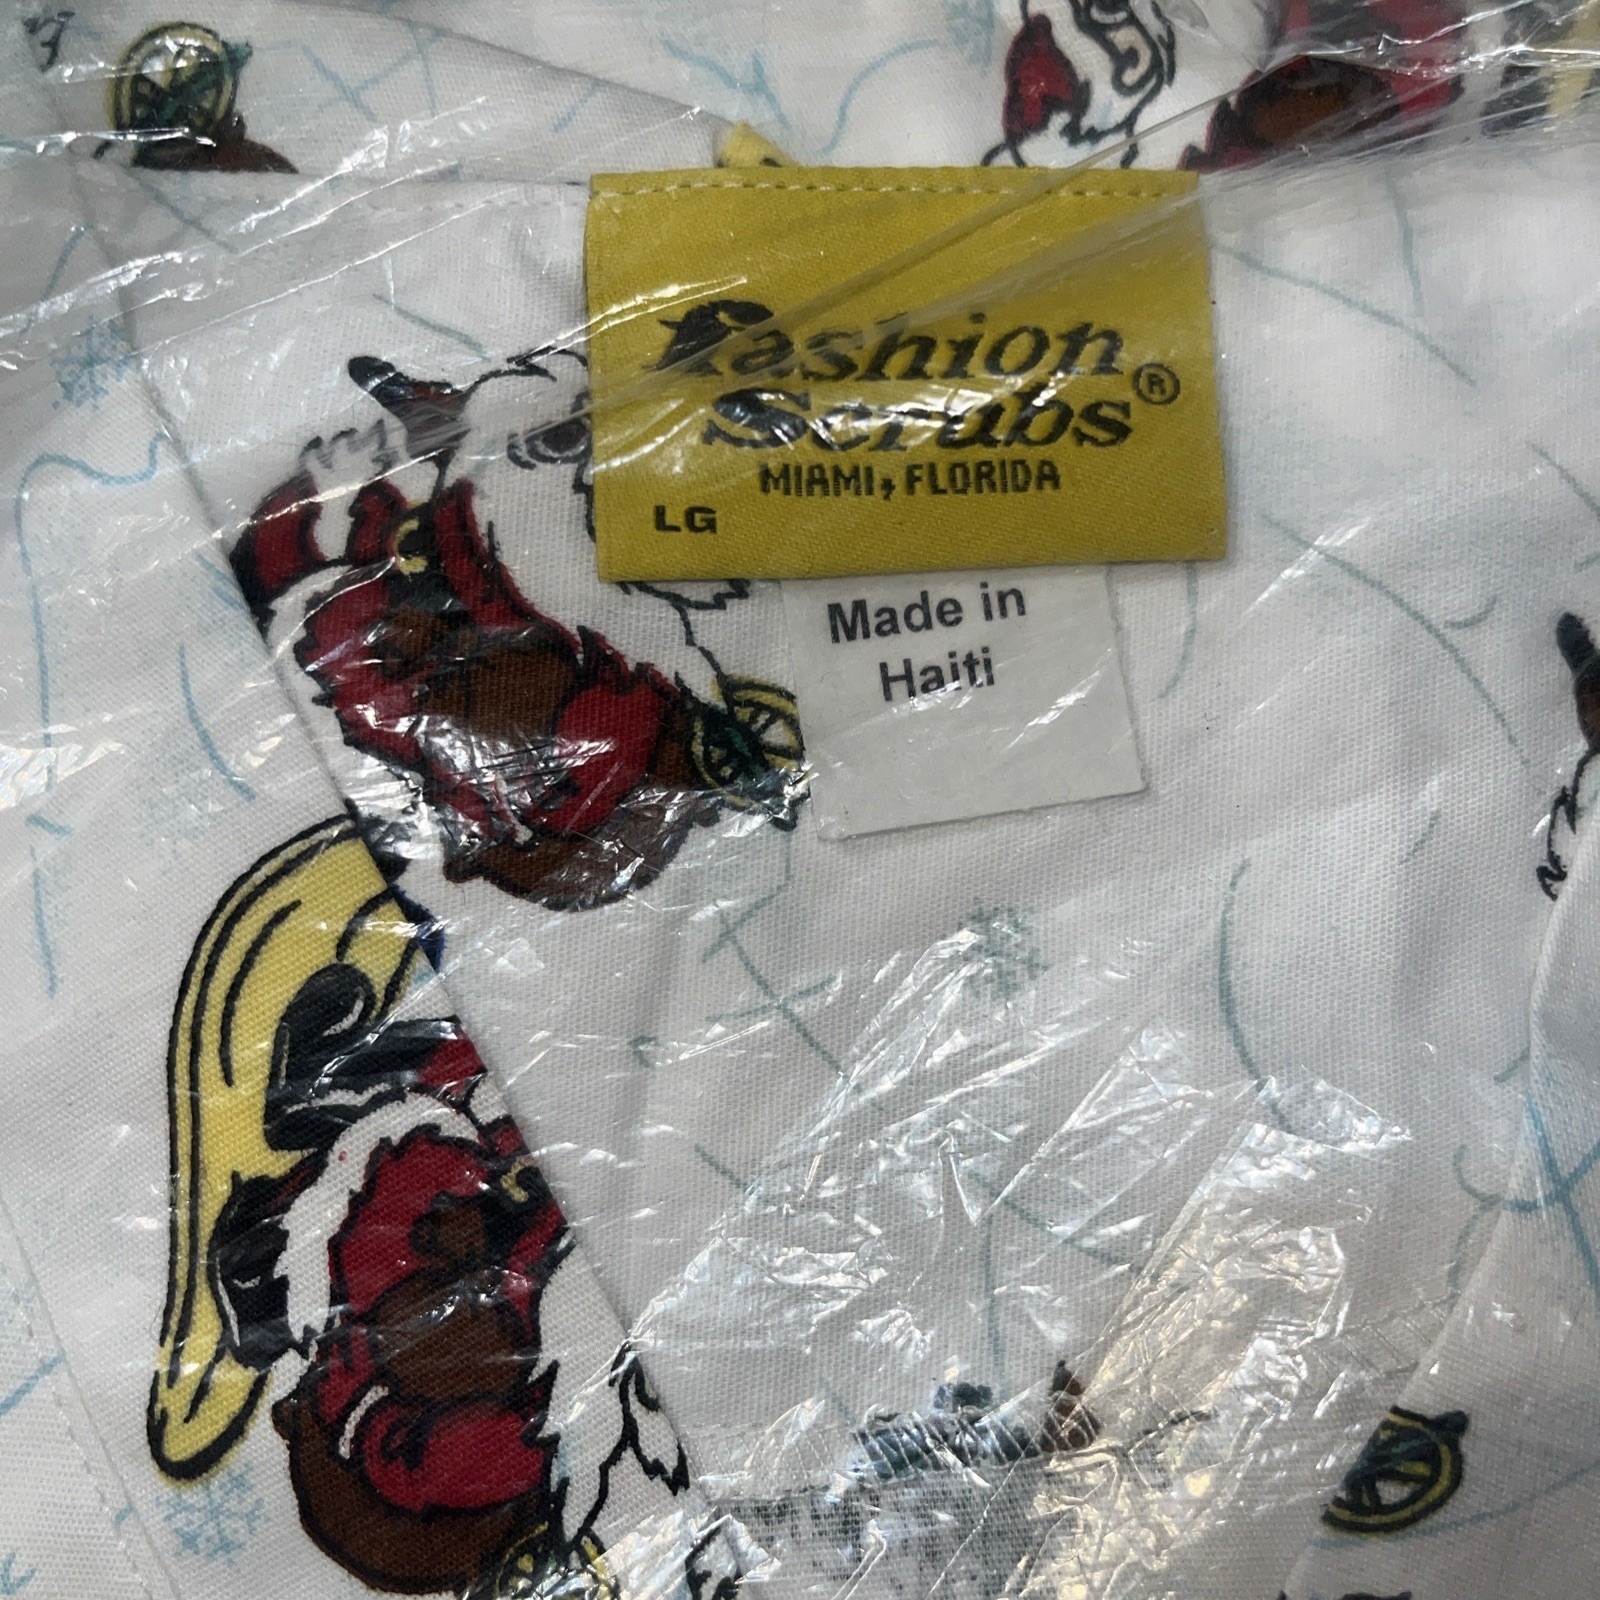 fashion
Scrubs®
MIAMI, FLORIDA
LG
Made in
Haiti